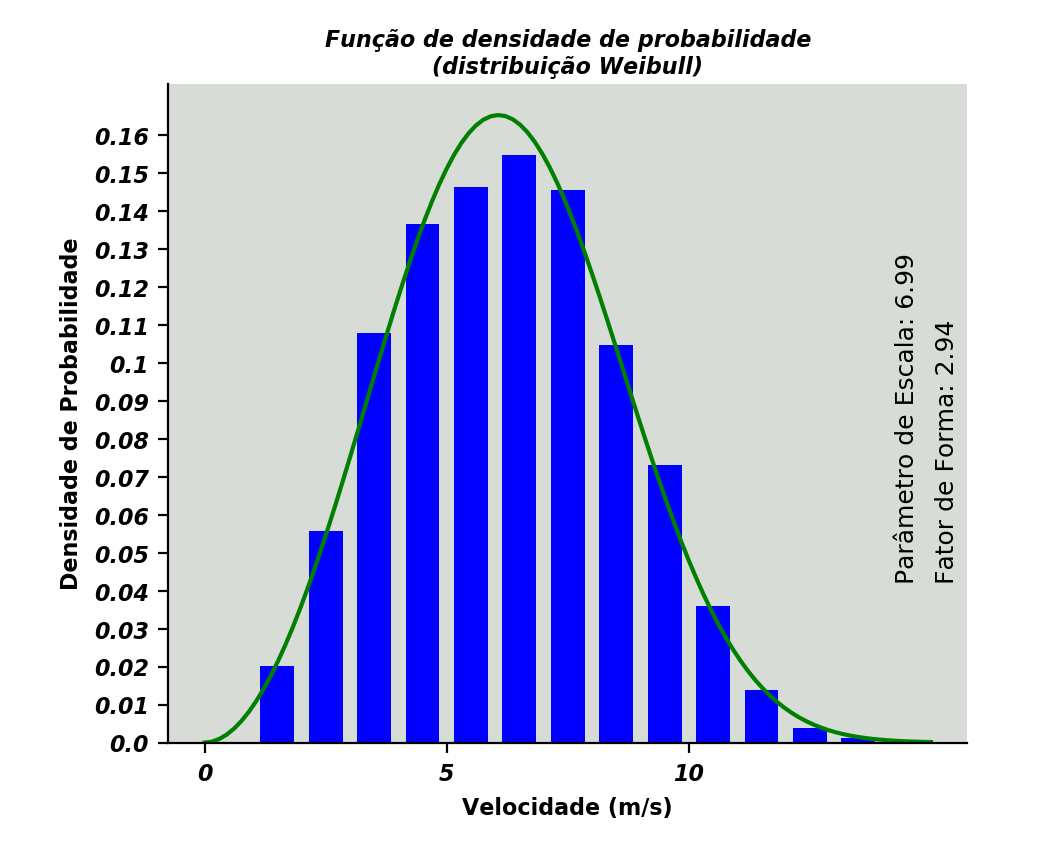 Função de densidade de probabilidade
(distribuição Weibull)
Densidade de Probabilidade
0.16
0.15
0.14
0.13
0.12
0.11
0.1
0.09
0.08
0.07
0.06
0.05
0.04
0.03
0.02
0.01
0.0
0 5 10
Velocidade (m/s)
Parâmetro de Escala: 6.99
Fator de Forma: 2.94